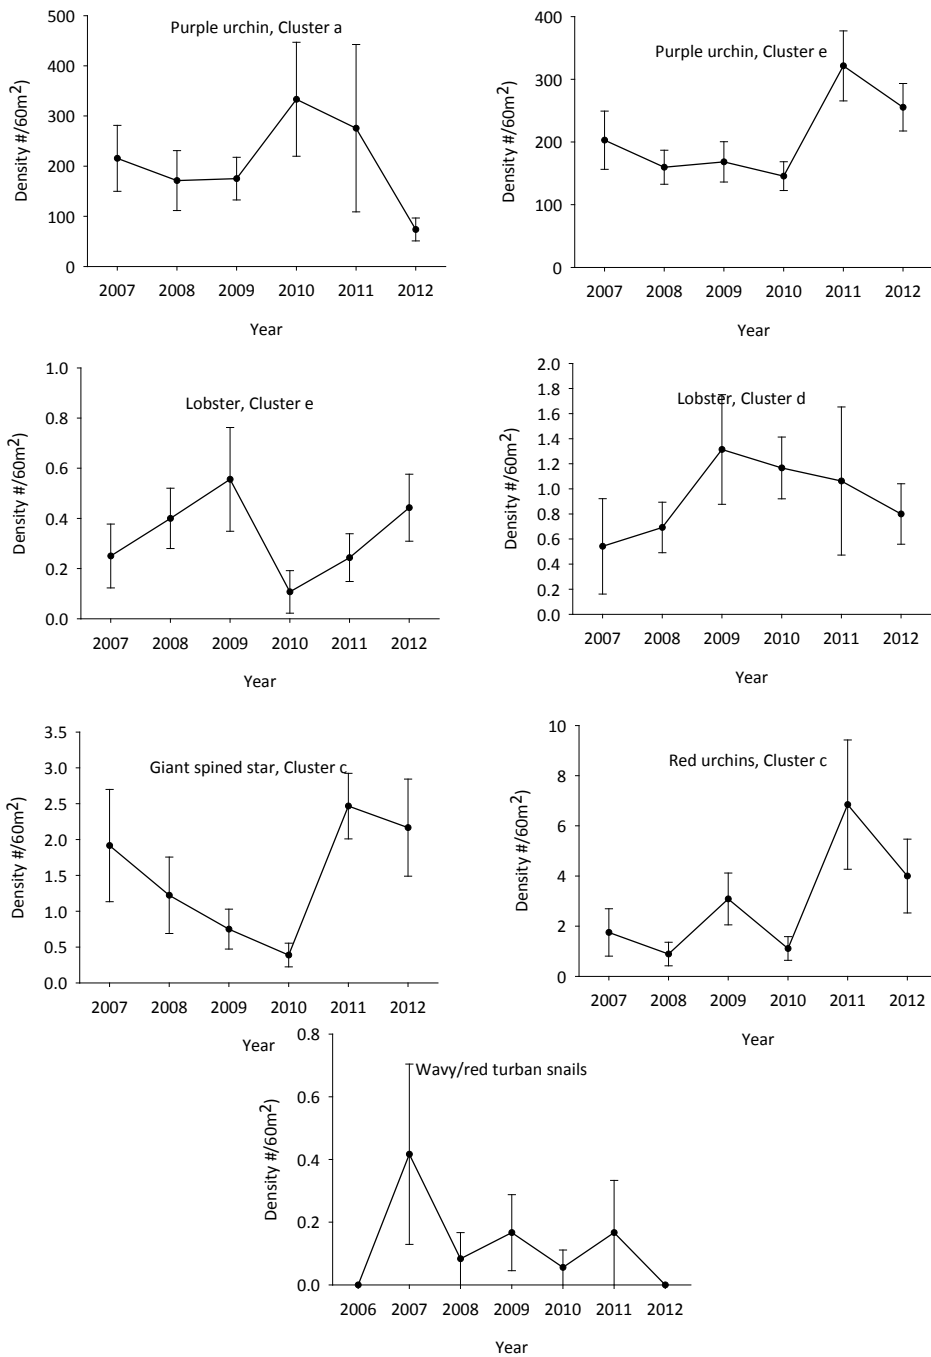 Purple urchin, Cluster a
Density #/60m²
500
400
300
200
100
0
2007 2008 2009 2010 2011 2012
Year
Purple urchin, Cluster e
Density #/60m²)
400
300
200
100
0
2007 2008 2009 2010 2011 2012
Year
Lobster, Cluster e
Density #/60m²)
1.0
0.8
0.6
0.4
0.2
0.0
2007 2008 2009 2010 2011 2012
Year
Lobster, Cluster d
Density #/60m²)
2.0
1.8
1.6
1.4
1.2
1.0
0.8
0.6
0.4
0.2
0.0
2007 2008 2009 2010 2011 2012
Year
Giant spined star, Cluster c
Density #/60m²)
3.5
3.0
2.5
2.0
1.5
1.0
0.5
0.0
2007 2008 2009 2010 2011 2012
Year
Red urchins, Cluster c
Density #/60m²)
10
8
6
4
2
0
2007 2008 2009 2010 2011 2012
Year
Wavy/red turban snails
Density #/60m²)
0.8
0.6
0.4
0.2
0.0
2006 2007 2008 2009 2010 2011 2012
Year